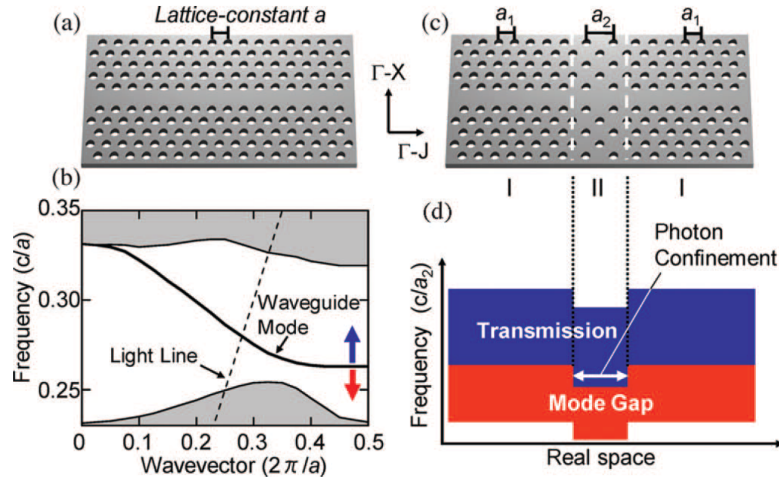 (a)
Lattice-constant a
Γ-X
Γ-J
(c)
a1
a2
a1
I
II
I
(b)
0.35
0.30
0.25
Frequency (c/a)
Waveguide
Mode
Light Line
0
0.1
0.2
0.3
0.4
0.5
Wavevector (2π/a)
(d)
Photon
Confinement
Transmission
Mode Gap
Frequency (c/a2)
Real space